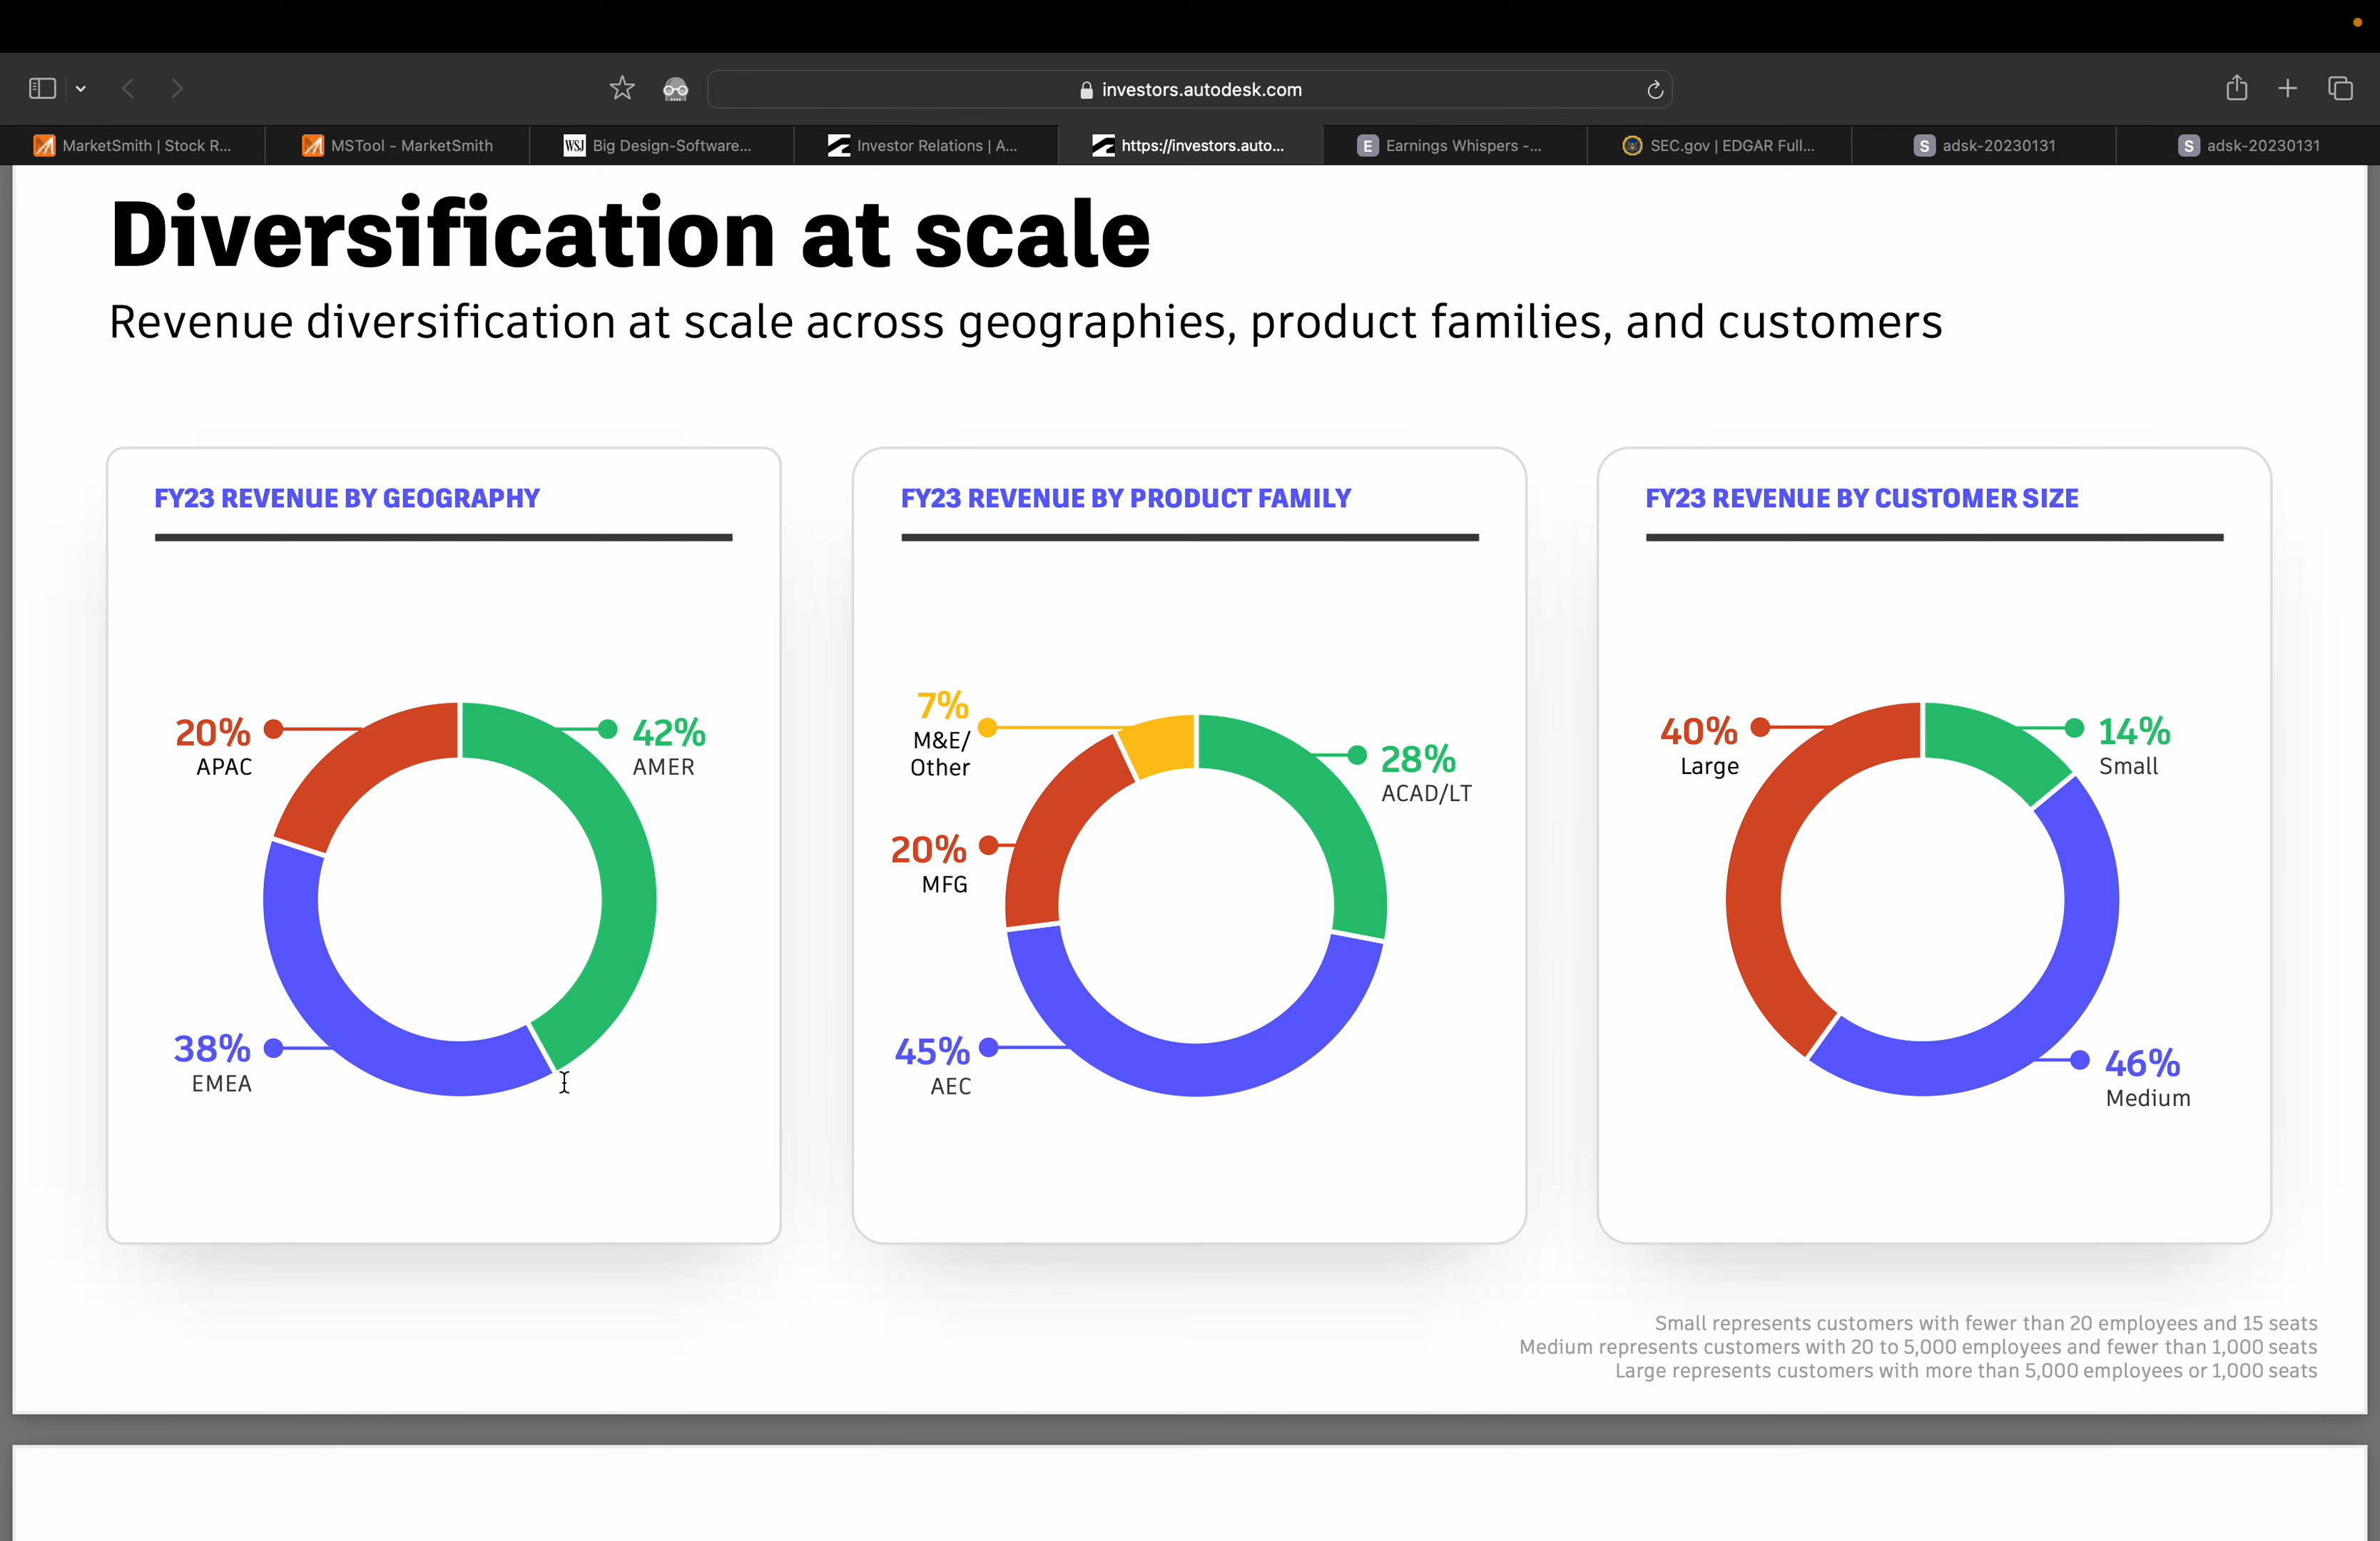 investors.autodesk.com
MarketSmith | Stock R...
MSTool - MarketSmith
WSJ Big Design-Software...
Investor Relations | A...
https://investors.auto...
E Earnings Whispers -...
SEC.gov | EDGAR Full...
S adsk-20230131
S adsk-20230131
Diversification at scale
Revenue diversification at scale across geographies, product families, and customers
FY23 REVENUE BY GEOGRAPHY
20%
APAC
42%
AMER
38%
EMEA
FY23 REVENUE BY PRODUCT FAMILY
7%
M&E/
Other
28%
ACAD/LT
20%
MFG
45%
AEC
FY23 REVENUE BY CUSTOMER SIZE
40%
Large
14%
Small
46%
Medium
Small represents customers with fewer than 20 employees and 15 seats
Medium represents customers with 20 to 5,000 employees and fewer than 1,000 seats
Large represents customers with more than 5,000 employees or 1,000 seats